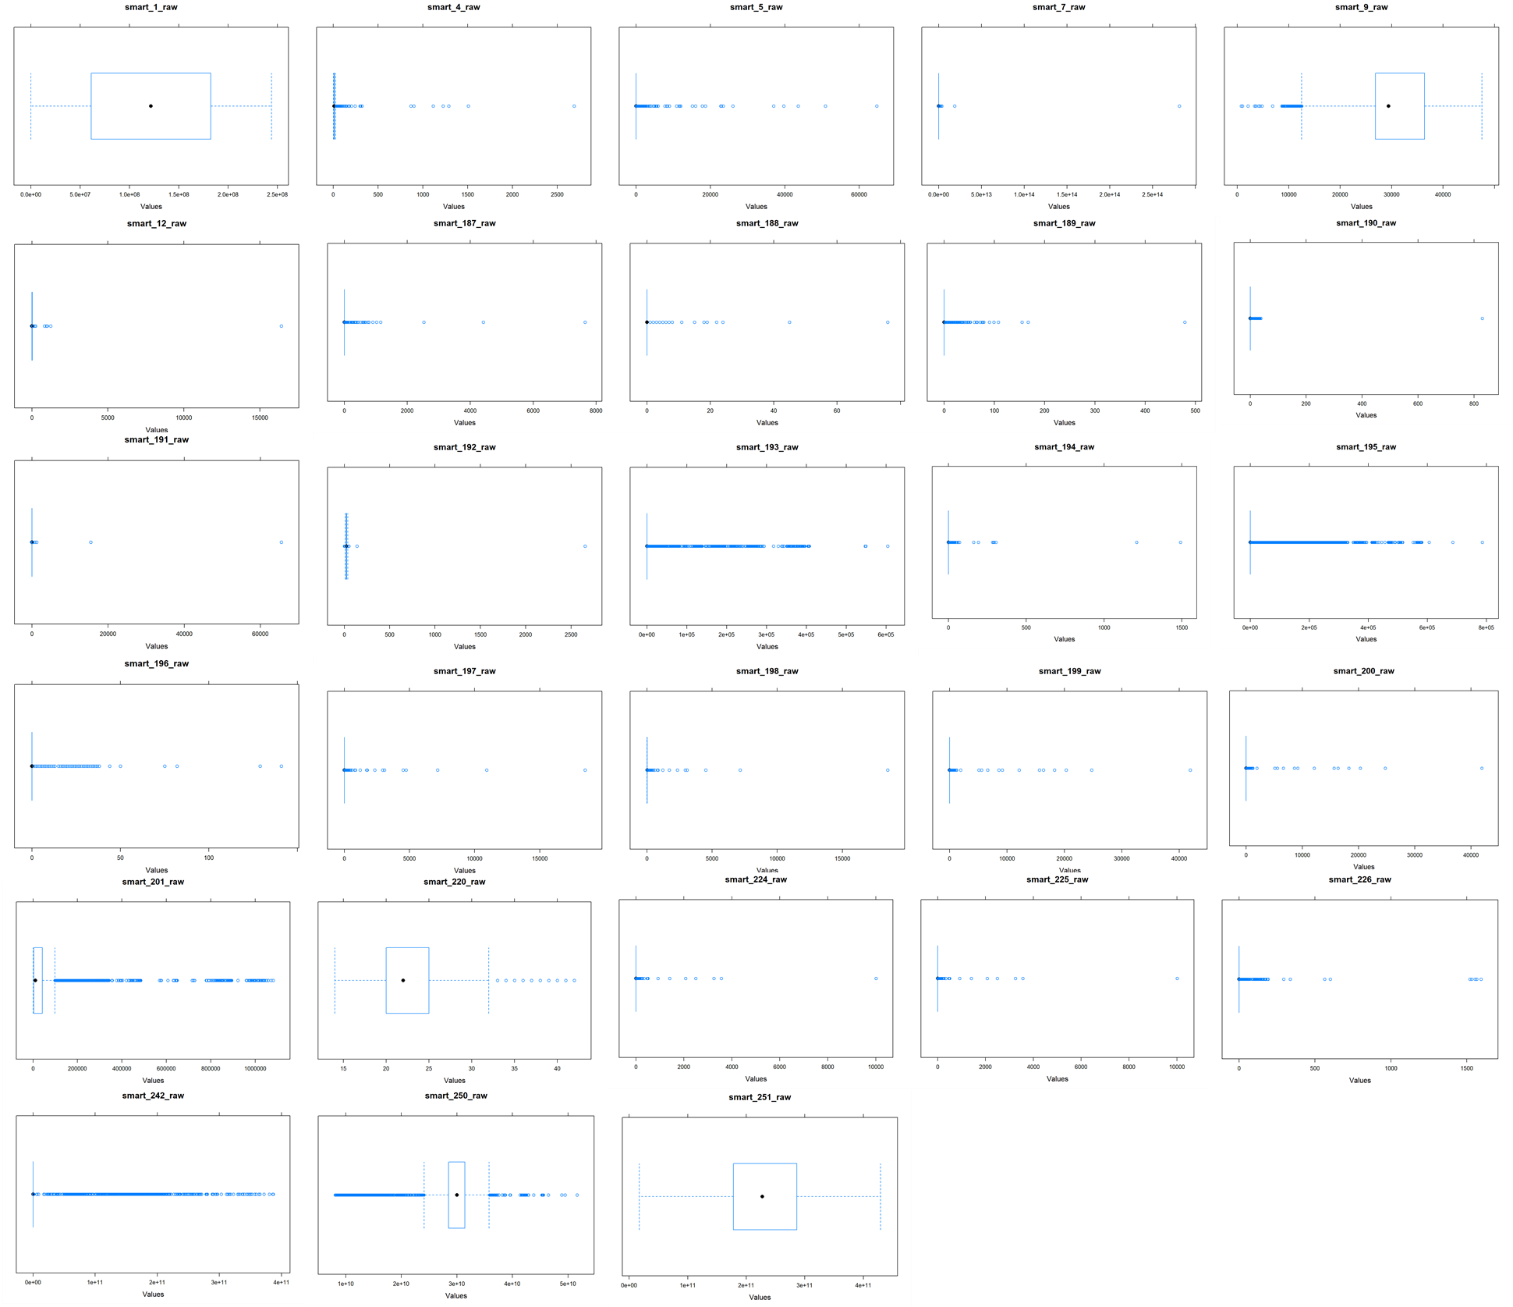 smart_1_raw
smart_4_raw
smart_5_raw
smart_7_raw
smart_9_raw
0.0e+00 5.0e+07 1.0e+08 1.5e+08 2.0e+08 2.5e+08
0 500 1000 1500 2000 2500
0 20000 40000 60000
0.0e+00 5.0e+13 1.0e+14 1.5e+14 2.0e+14 2.5e+14
0 10000 20000 30000 40000
Values
Values
Values
Values
Values
smart_12_raw
smart_187_raw
smart_188_raw
smart_189_raw
smart_190_raw
0 5000 10000 15000
0 2000 4000 6000 8000
0 20 40 60
0 100 200 300 400 500
0 200 400 600 800
Values
Values
Values
Values
Values
smart_191_raw
smart_192_raw
smart_193_raw
smart_194_raw
smart_195_raw
0 20000 40000 60000
0 500 1000 1500 2000 2500
0e+00 1e+05 2e+05 3e+05 4e+05 5e+05 6e+05
0 500 1000 1500
0e+00 2e+05 4e+05 6e+05 8e+05
Values
Values
Values
Values
Values
smart_196_raw
smart_197_raw
smart_198_raw
smart_199_raw
smart_200_raw
0 50 100
0 5000 10000 15000
0 5000 10000 15000
0 10000 20000 30000 40000
0 10000 20000 30000 40000
Values
Values
Values
Values
Values
smart_201_raw
smart_220_raw
smart_224_raw
smart_225_raw
smart_226_raw
0 200000 400000 600000 800000 1000000
15 20 25 30 35 40
0 2000 4000 6000 8000 10000
0 2000 4000 6000 8000 10000
0 500 1000 1500
Values
Values
Values
Values
Values
smart_242_raw
smart_250_raw
smart_251_raw
0e+00 1e+11 2e+11 3e+11 4e+11
1e+10 2e+10 3e+10 4e+10 5e+10
0e+00 1e+11 2e+11 3e+11 4e+11
Values
Values
Values